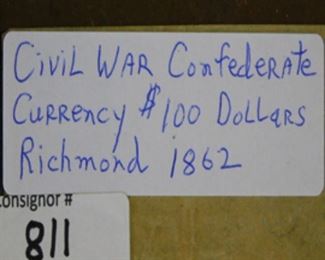 Civil War Confederate
Currency $100 Dollars
Richmond 1862
onsignor #
811